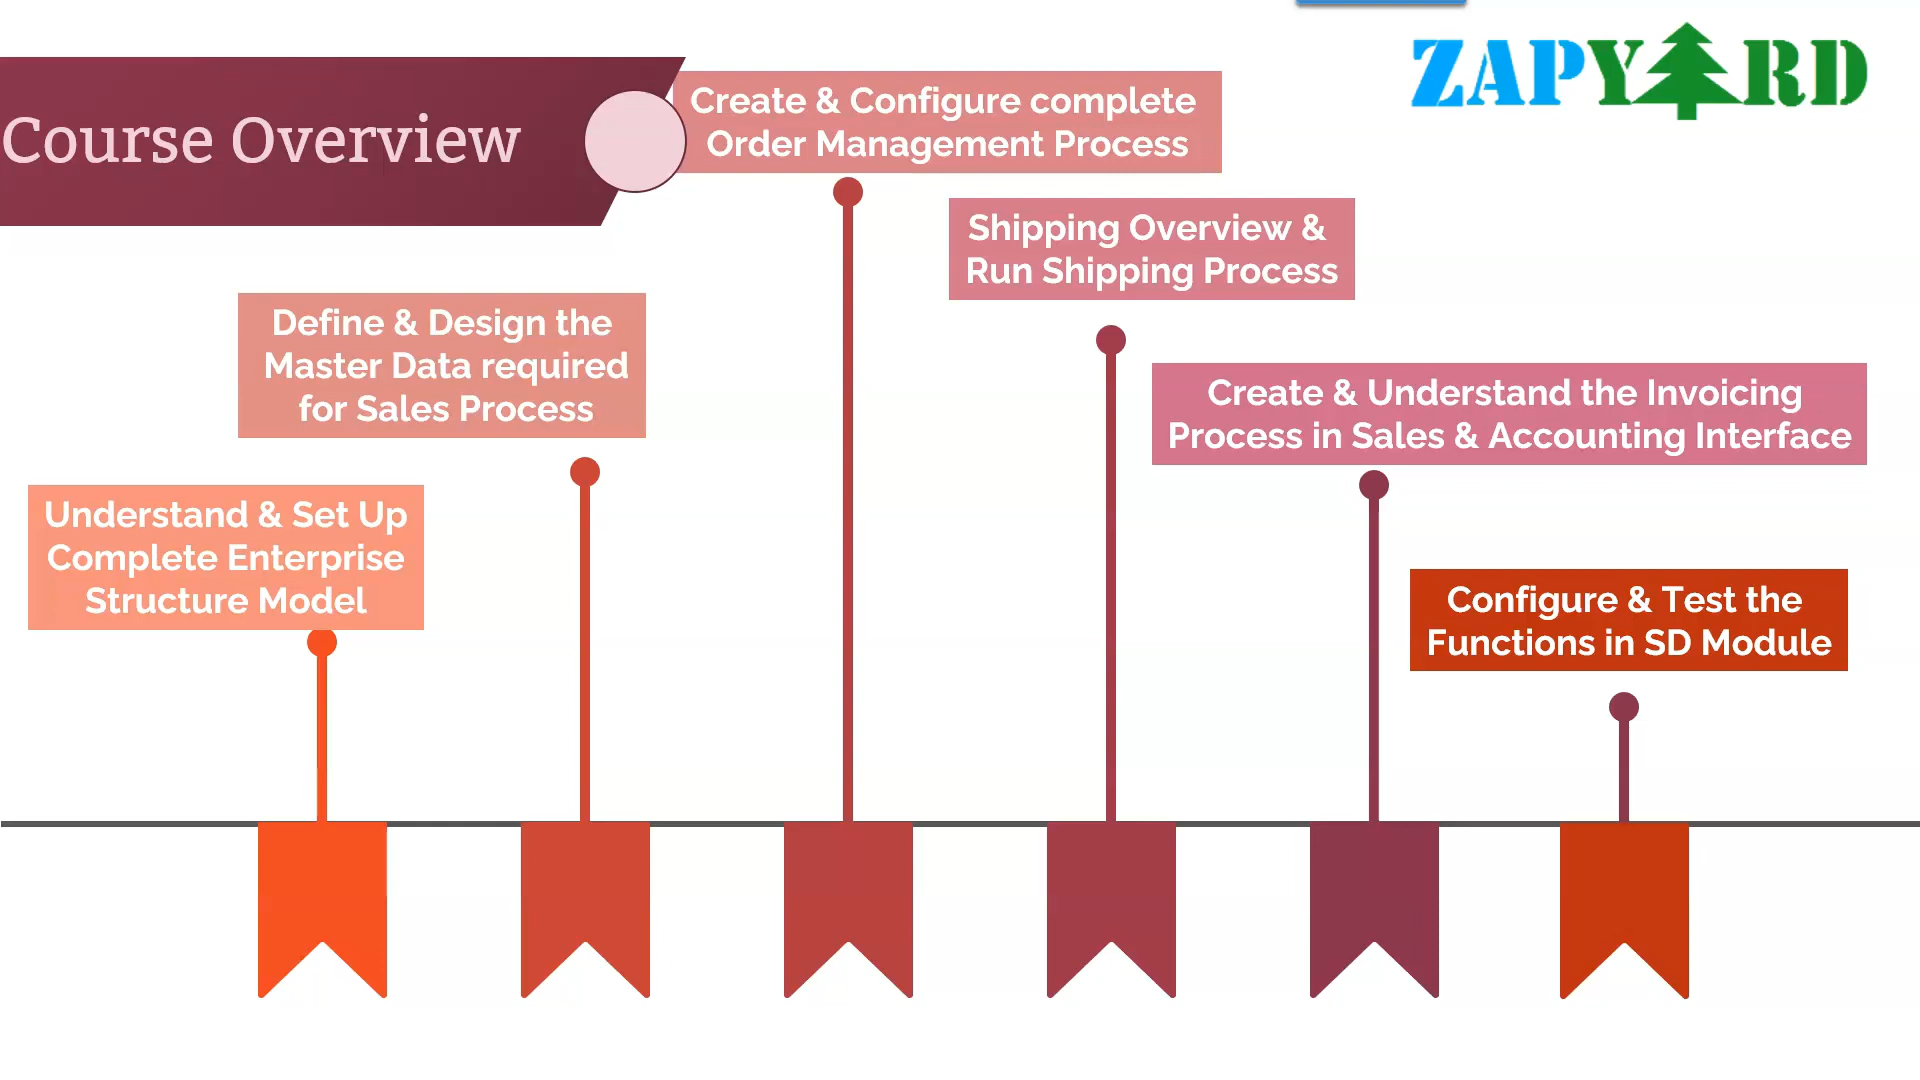 Course Overview
ZAPYARD
Create & Configure complete
Order Management Process
Shipping Overview &
Run Shipping Process
Define & Design the
Master Data required
for Sales Process
Create & Understand the Invoicing
Process in Sales & Accounting Interface
Understand & Set Up
Complete Enterprise
Structure Model
Configure & Test the
Functions in SD Module